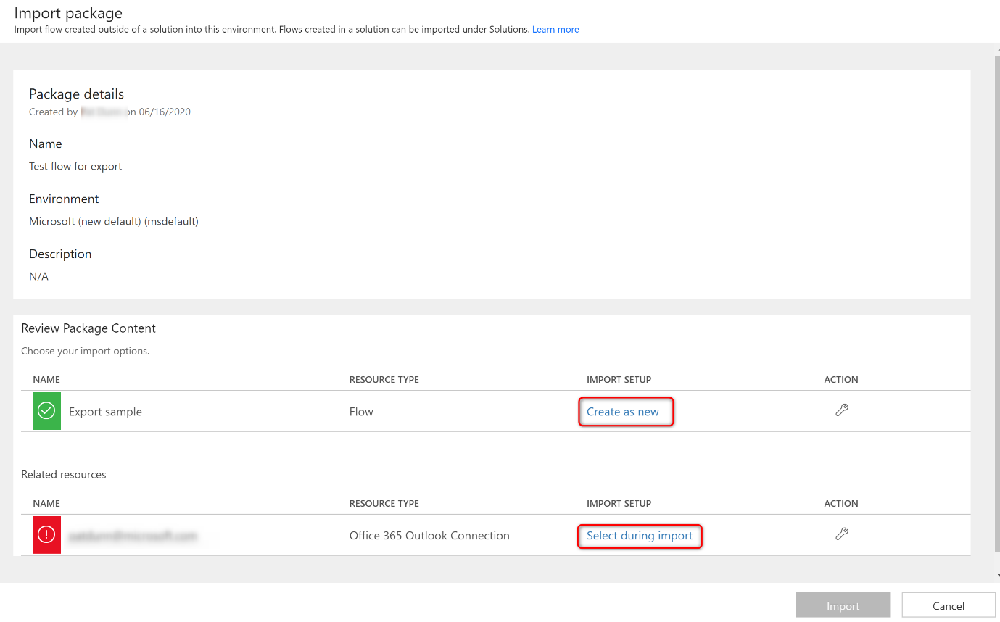 Import package
Import flow created outside of a solution into this environment. Flows created in a solution can be imported under Solutions. Learn more
Package details
Created by on 06/16/2020
Name
Test flow for export
Environment
Microsoft (new default) (msdefault)
Description
N/A
Review Package Content
Choose your import options.
NAME RESOURCE TYPE IMPORT SETUP ACTION
Export sample Flow Create as new
Related resources
NAME RESOURCE TYPE IMPORT SETUP ACTION
Office 365 Outlook Connection Select during import
Import Cancel